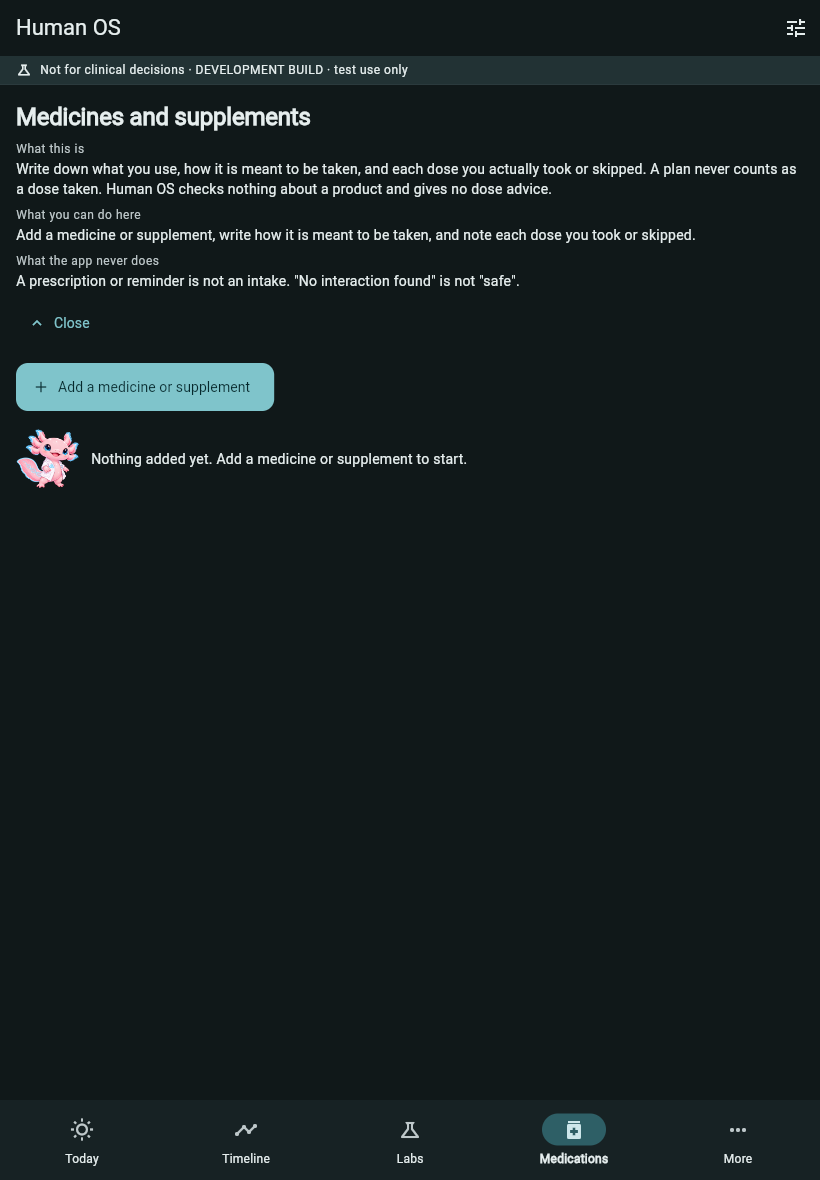 Human OS
Not for clinical decisions · DEVELOPMENT BUILD · test use only
Medicines and supplements
What this is
Write down what you use, how it is meant to be taken, and each dose you actually took or skipped. A plan never counts as
a dose taken. Human OS checks nothing about a product and gives no dose advice.
What you can do here
Add a medicine or supplement, write how it is meant to be taken, and note each dose you took or skipped.
What the app never does
A prescription or reminder is not an intake. "No interaction found" is not "safe".
Close
Add a medicine or supplement
Nothing added yet. Add a medicine or supplement to start.
Today
Timeline
Labs
Medications
More